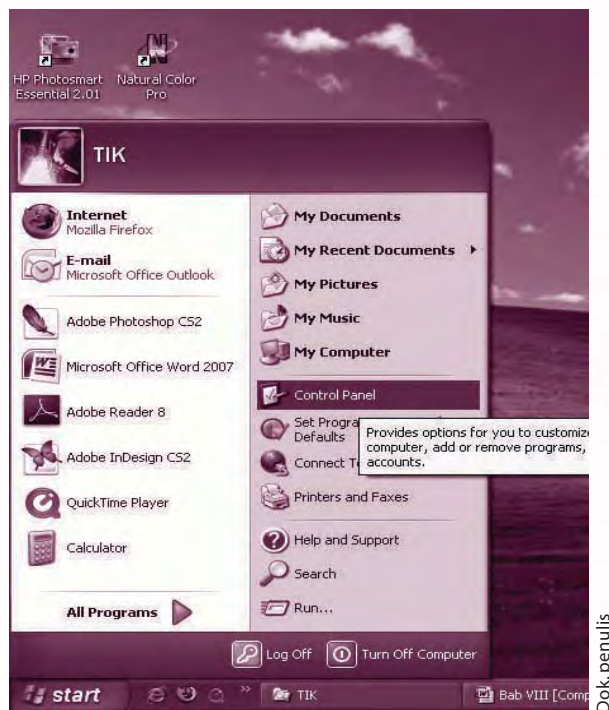 HP Photosmart
Essential 2.01
Natural Color
Pro
TIK
Internet
Mozilla Firefox
E-mail
Microsoft Office Outlook
Adobe Photoshop CS2
Microsoft Office Word 2007
Adobe Reader 8
Adobe InDesign CS2
QuickTime Player
Calculator
All Programs
My Documents
My Recent Documents
My Pictures
My Music
My Computer
Control Panel
Set Progra
Defaults
Provides options for you to customize
computer, add or remove programs,
accounts.
Connect T
Printers and Faxes
Help and Support
Search
Run...
Log Off
Turn Off Computer
start
TIK
Bab VIII [Comp
Dok. penulis